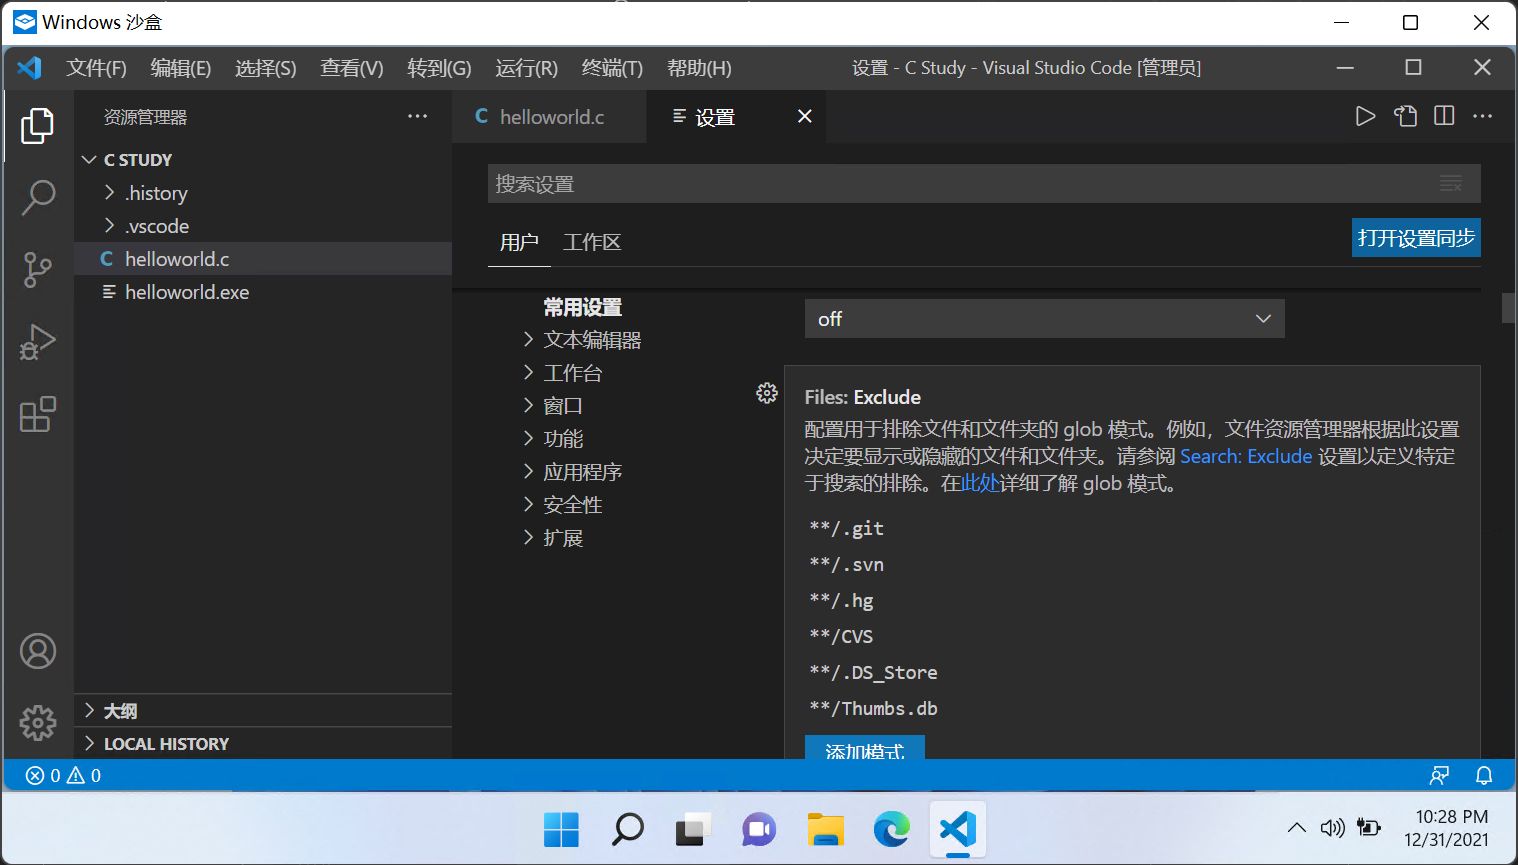 Windows 沙盒
文件(F) 编辑(E) 选择(S) 查看(V) 转到(G) 运行(R) 终端(T) 帮助(H) 设置 - C Study - Visual Studio Code [管理员]
资源管理器
C STUDY
.history
.vscode
C helloworld.c
helloworld.exe
大纲
LOCAL HISTORY
C helloworld.c 设置
搜索设置
用户 工作区 打开设置同步
常用设置
文本编辑器
工作台
窗口
功能
应用程序
安全性
扩展
off
Files: Exclude
配置用于排除文件和文件夹的 glob 模式。例如，文件资源管理器根据此设置
决定要显示或隐藏的文件和文件夹。请参阅 Search: Exclude 设置以定义特定
于搜索的排除。在此处详细了解 glob 模式。
**/.git
**/.svn
**/.hg
**/CVS
**/.DS_Store
**/Thumbs.db
添加模式
0 0
10:28 PM
12/31/2021